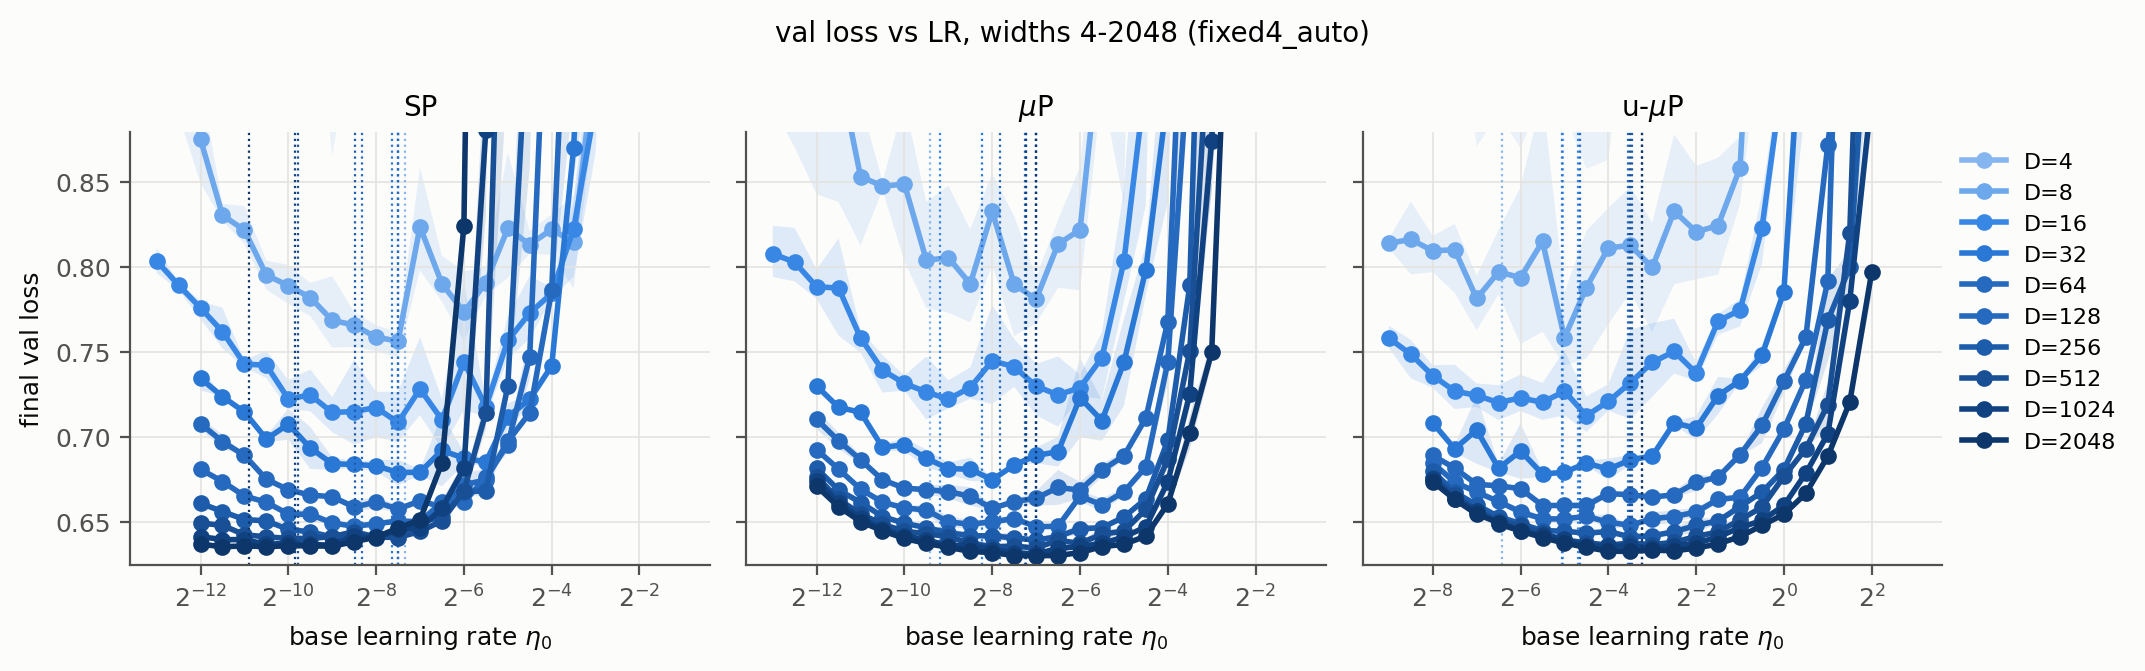 val loss vs LR, widths 4-2048 (fixed4_auto)
SP
μP
u-μP
final val loss
0.85
0.80
0.75
0.70
0.65
2⁻¹² 2⁻¹⁰ 2⁻⁸ 2⁻⁶ 2⁻⁴ 2⁻²
2⁻¹² 2⁻¹⁰ 2⁻⁸ 2⁻⁶ 2⁻⁴ 2⁻²
2⁻⁸ 2⁻⁶ 2⁻⁴ 2⁻² 2⁰ 2²
base learning rate η₀
base learning rate η₀
base learning rate η₀
D=4
D=8
D=16
D=32
D=64
D=128
D=256
D=512
D=1024
D=2048